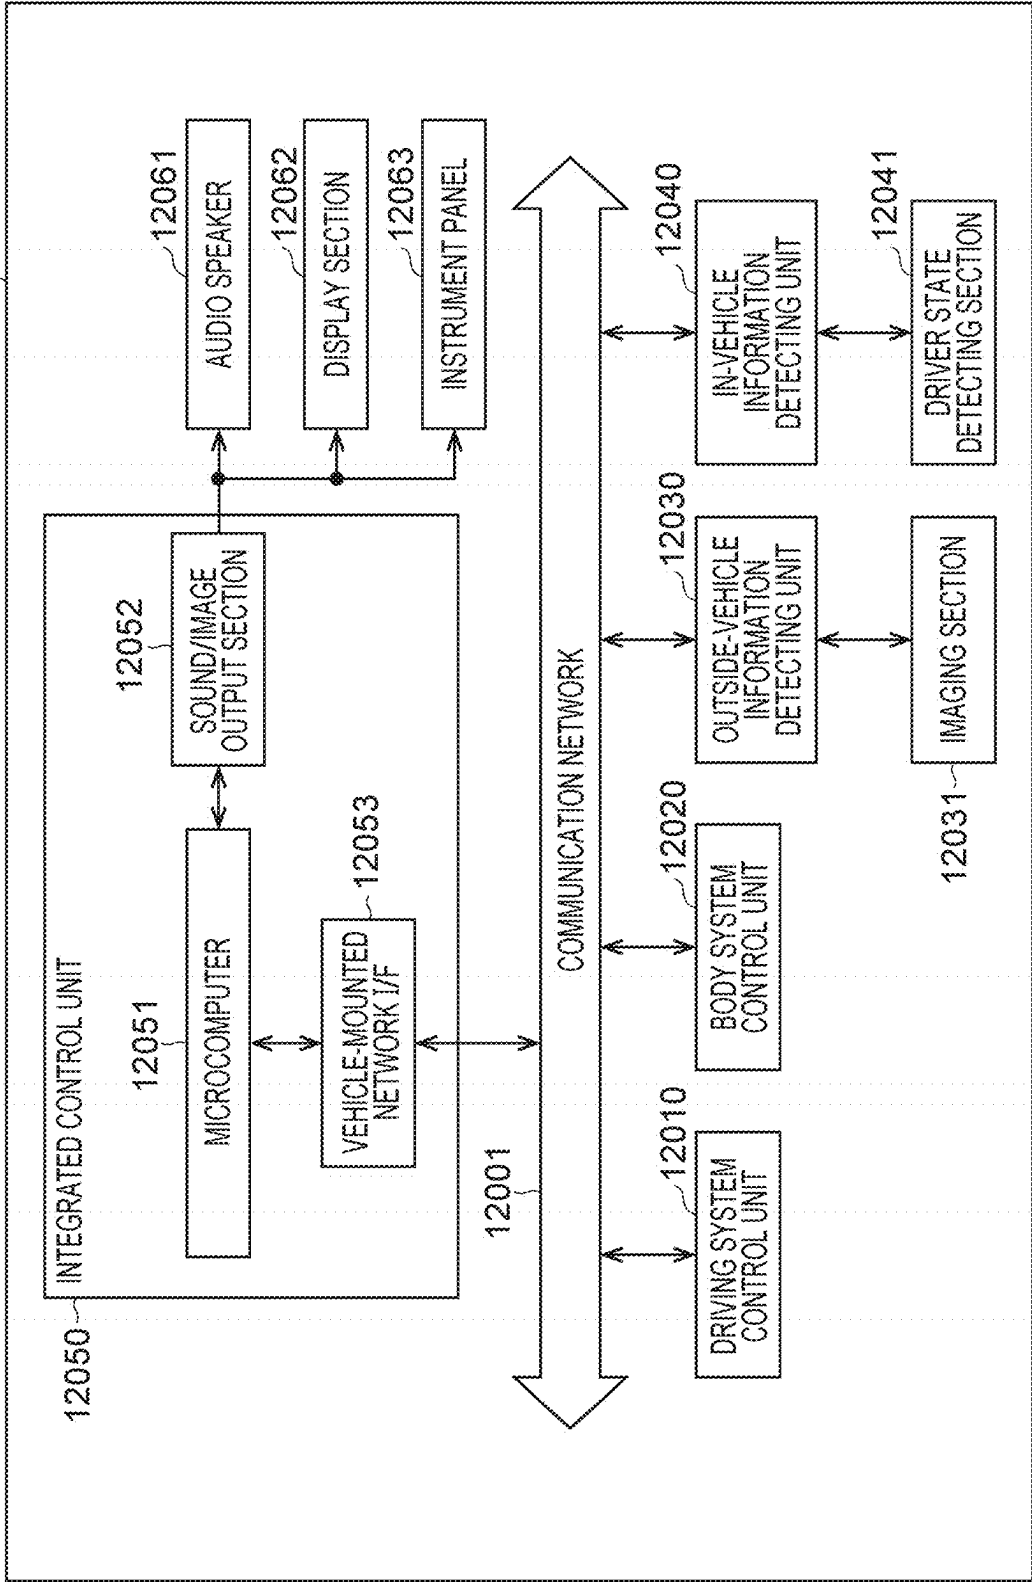 12050
INTEGRATED CONTROL UNIT
12051
MICROCOMPUTER
12052
SOUND/IMAGE
OUTPUT SECTION
12053
VEHICLE-MOUNTED
NETWORK I/F
12061
AUDIO SPEAKER
12062
DISPLAY SECTION
12063
INSTRUMENT PANEL
12001
COMMUNICATION NETWORK
12010
DRIVING SYSTEM
CONTROL UNIT
12020
BODY SYSTEM
CONTROL UNIT
12030
OUTSIDE-VEHICLE
INFORMATION
DETECTING UNIT
12040
IN-VEHICLE
INFORMATION
DETECTING UNIT
12031
IMAGING SECTION
12041
DRIVER STATE
DETECTING SECTION